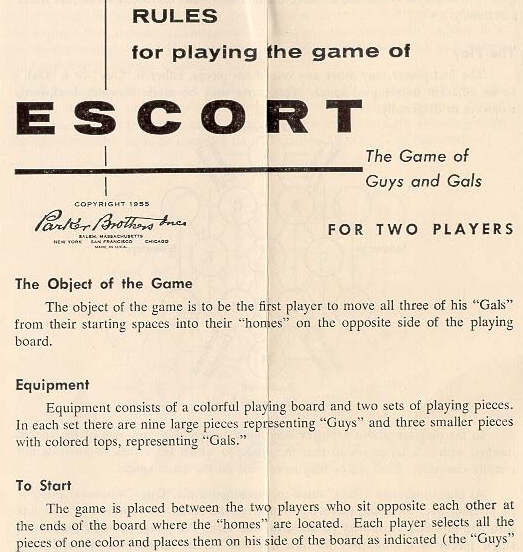 RULES
for playing the game of
ESCORT
The Game of
Guys and Gals
COPYRIGHT 1955
Parker Brothers Inc.
SALEM, MASSACHUSETTS
NEW YORK SAN FRANCISCO CHICAGO
MADE IN U.S.A.
FOR TWO PLAYERS
The Object of the Game
The object of the game is to be the first player to move all three of his "Gals"
from their starting spaces into their "homes" on the opposite side of the playing
board.
Equipment
Equipment consists of a colorful playing board and two sets of playing pieces.
In each set there are nine large pieces representing "Guys" and three smaller pieces
with colored tops, representing "Gals."
To Start
The game is placed between the two players who sit opposite each other at
the ends of the board where the "homes" are located. Each player selects all the
pieces of one color and places them on his side of the board as indicated (the "Guys"